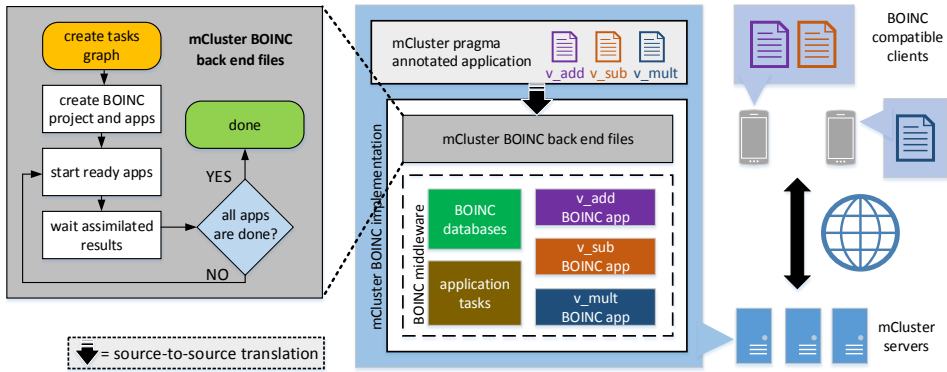 create tasks
graph
mCluster BOINC
back end files
create BOINC
project and apps
done
start ready apps
YES
wait assimilated
results
all apps
are done?
NO
= source-to-source translation
mCluster BOINC implementation
mCluster pragma
annotated application
v_add
v_sub
v_mult
mCluster BOINC back end files
BOINC middleware
BOINC
databases
application
tasks
v_add
BOINC app
v_sub
BOINC app
v_mult
BOINC app
BOINC
compatible
clients
mCluster
servers